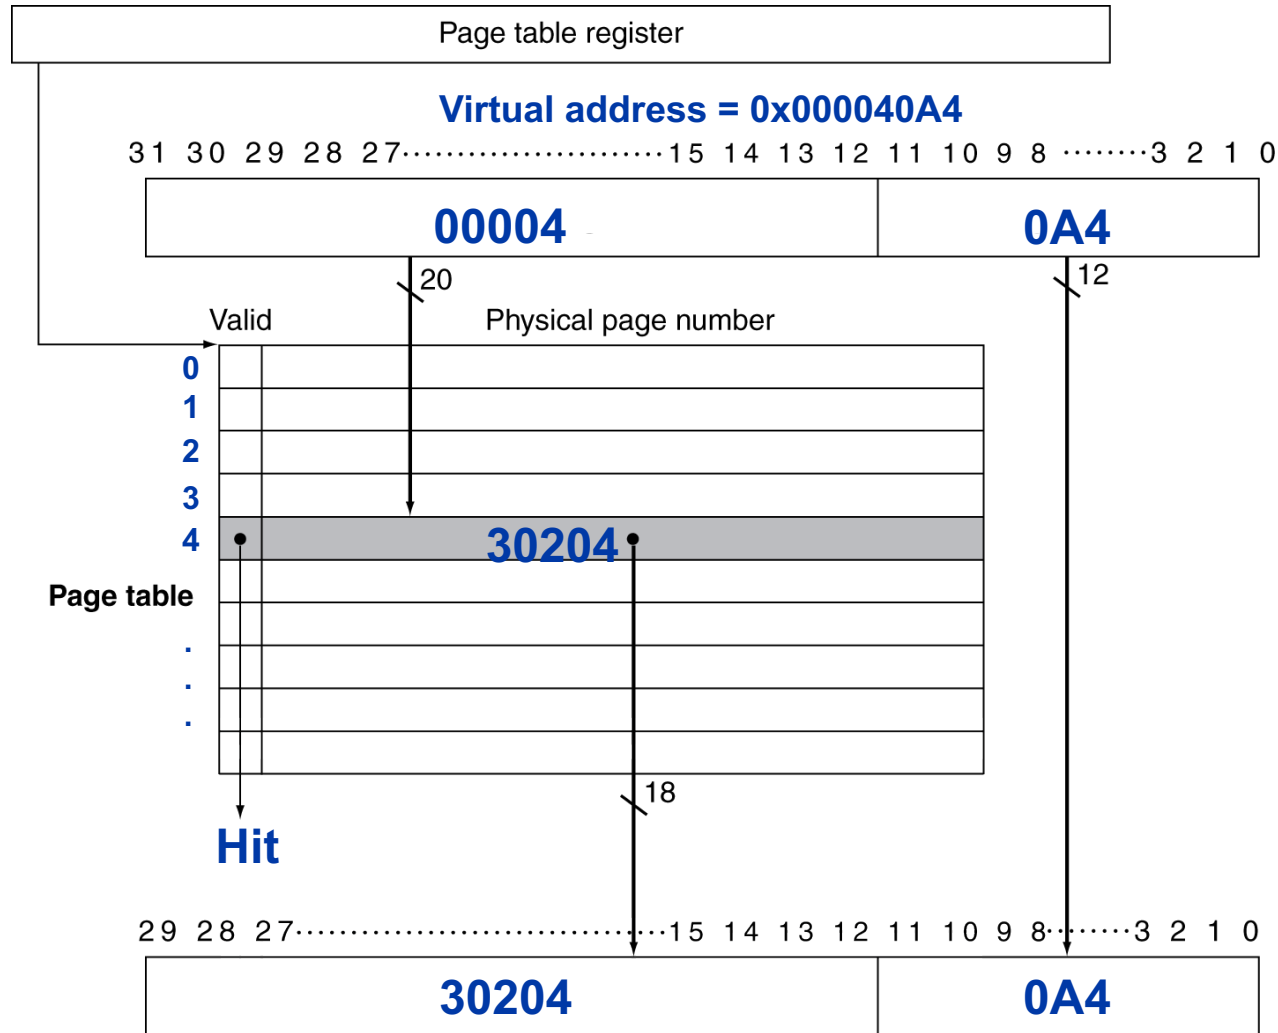 Page table register
Virtual address = 0x000040A4
31 30 29 28 27························15 14 13 12 11 10 9 8 ········3 2 1 0
00004 0A4
20 12
Valid Physical page number
0
1
2
3
4 30204
Page table
.
.
.
18
Hit
29 28 27···································15 14 13 12 11 10 9 8········3 2 1 0
30204 0A4